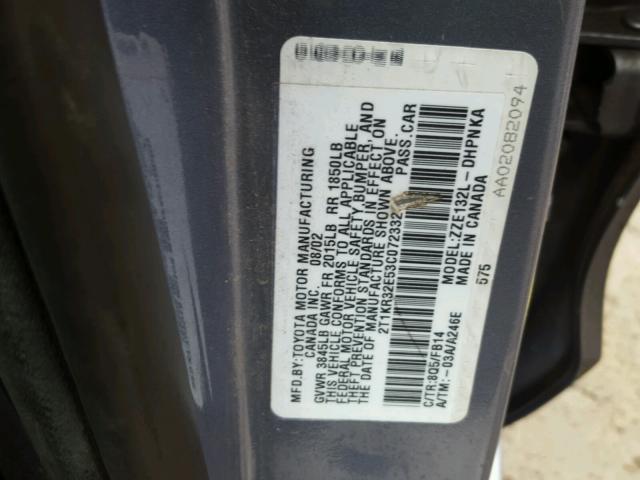 MFD.BY:TOYOTA MOTOR MANUFACTURING
CANADA INC. 08/02
GVWR 3845LB GAWR FR 2015LB RR 1850LB
THIS VEHICLE CONFORMS TO ALL APPLICABLE
FEDERAL MOTOR VEHICLE SAFETY, BUMPER, AND
THEFT PREVENTION STANDARDS IN EFFECT ON
THE DATE OF MANUFACTURE SHOWN ABOVE.
2T1KR32E53C072332 PASS.CAR
C/TR:8Q5/FB14 MODEL:ZZE132L-DHPNKA
A/TM:-03A/A246E MADE IN CANADA
575
AA02082094